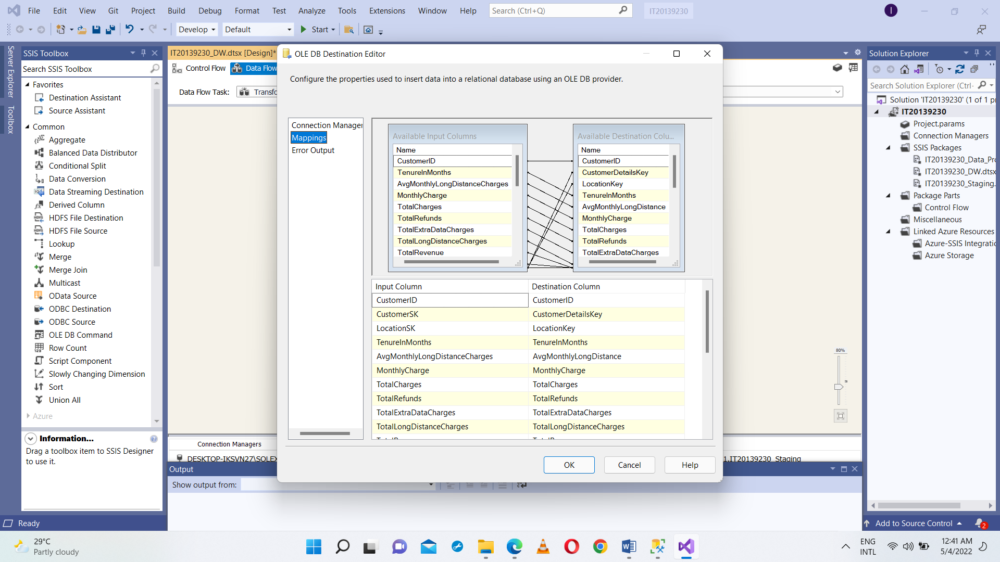 File Edit View Git Project Build Debug Format Test Analyze Tools Extensions Window Help Search (Ctrl+Q) IT20139230 I
Develop Default Start
Server Explorer
Toolbox
SSIS Toolbox
Search SSIS Toolbox
Favorites
Destination Assistant
Source Assistant
Common
Aggregate
Balanced Data Distributor
Conditional Split
Data Conversion
Data Streaming Destination
Derived Column
HDFS File Destination
HDFS File Source
Lookup
Merge
Merge Join
Multicast
OData Source
ODBC Destination
ODBC Source
OLE DB Command
Row Count
Script Component
Slowly Changing Dimension
Sort
Union All
Azure
Information...
Drag a toolbox item to SSIS Designer
to use it.
IT20139230_DW.dtsx [Design]*
Control Flow Data Flow
Data Flow Task: Transfo
OLE DB Destination Editor
Configure the properties used to insert data into a relational database using an OLE DB provider.
Connection Manager
Mappings
Error Output
Available Input Columns
Name
CustomerID
TenureInMonths
AvgMonthlyLongDistanceCharges
MonthlyCharge
TotalCharges
TotalRefunds
TotalExtraDataCharges
TotalLongDistanceCharges
TotalRevenue
Available Destination Colu...
Name
CustomerID
CustomerDetailsKey
LocationKey
TenureInMonths
AvgMonthlyLongDistance
MonthlyCharge
TotalCharges
TotalRefunds
TotalExtraDataCharges
Input Column Destination Column
CustomerID CustomerID
CustomerSK CustomerDetailsKey
LocationSK LocationKey
TenureInMonths TenureInMonths
AvgMonthlyLongDistanceCharges AvgMonthlyLongDistance
MonthlyCharge MonthlyCharge
TotalCharges TotalCharges
TotalRefunds TotalRefunds
TotalExtraDataCharges TotalExtraDataCharges
TotalLongDistanceCharges TotalLongDistanceCharges
OK Cancel Help
80%
Connection Managers
DESKTOP-IKSVN27\SQLEX 1.IT20139230_Staging
Output
Show output from:
Solution Explorer
Search Solution Explorer (Ctrl-
Solution 'IT20139230' (1 of 1 pr
IT20139230
Project.params
Connection Managers
SSIS Packages
IT20139230_Data_Pro
IT20139230_DW.dtsx
IT20139230_Staging.
Package Parts
Control Flow
Miscellaneous
Linked Azure Resources
Azure-SSIS Integratio
Azure Storage
Ready
Add to Source Control 2
29°C
Partly cloudy
ENG
INTL
12:41 AM
5/4/2022